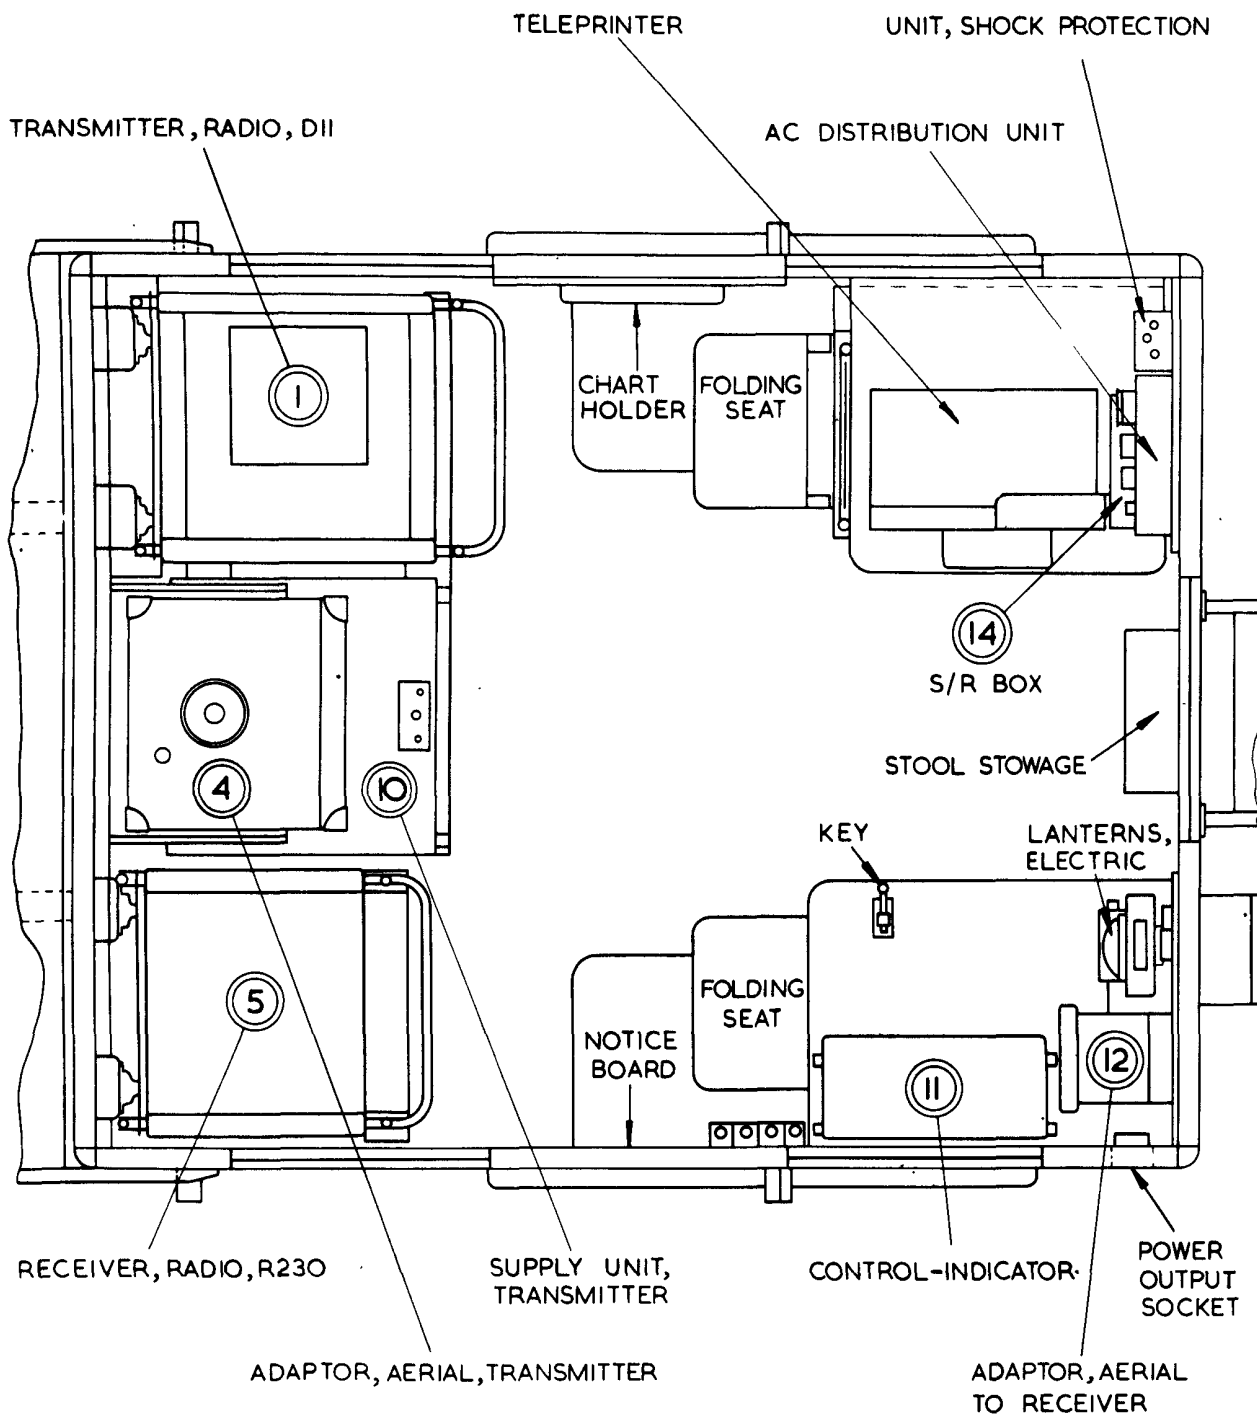 TELEPRINTER
UNIT, SHOCK PROTECTION
TRANSMITTER, RADIO, D11
AC DISTRIBUTION UNIT
1
CHART
HOLDER
FOLDING
SEAT
14
S/R BOX
4
10
STOOL STOWAGE
KEY
LANTERNS,
ELECTRIC
5
FOLDING
SEAT
NOTICE
BOARD
11
12
RECEIVER, RADIO, R230
SUPPLY UNIT,
TRANSMITTER
CONTROL-INDICATOR
POWER
OUTPUT
SOCKET
ADAPTOR, AERIAL, TRANSMITTER
ADAPTOR, AERIAL
TO RECEIVER